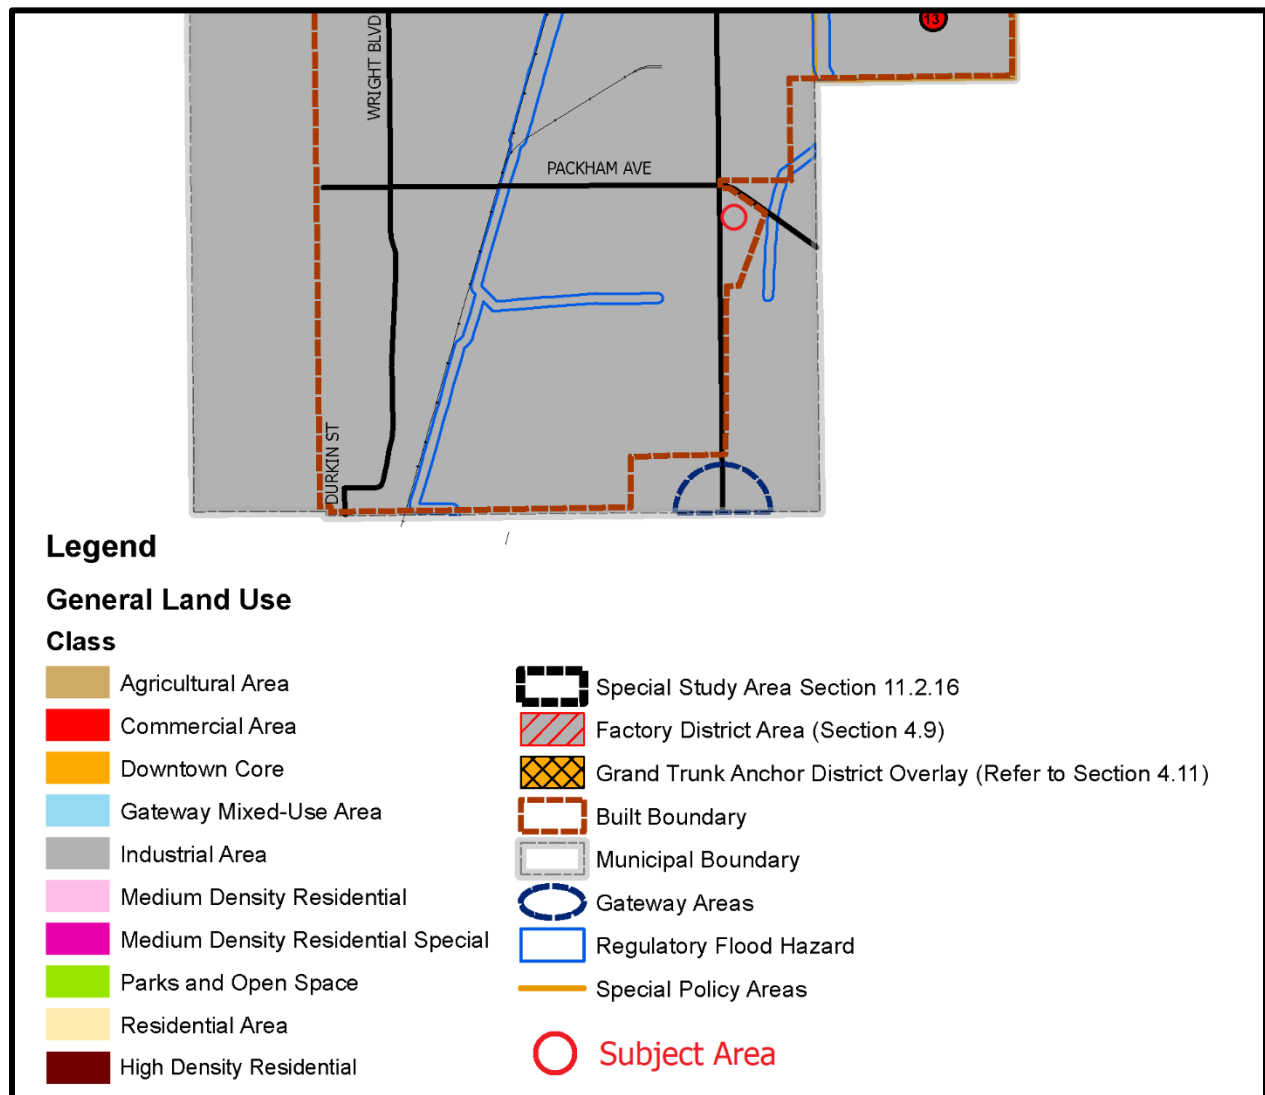 13
WRIGHT BLVD
PACKHAM AVE
DURKIN ST
Legend
General Land Use
Class
Agricultural Area
Commercial Area
Downtown Core
Gateway Mixed-Use Area
Industrial Area
Medium Density Residential
Medium Density Residential Special
Parks and Open Space
Residential Area
High Density Residential
Special Study Area Section 11.2.16
Factory District Area (Section 4.9)
Grand Trunk Anchor District Overlay (Refer to Section 4.11)
Built Boundary
Municipal Boundary
Gateway Areas
Regulatory Flood Hazard
Special Policy Areas
Subject Area